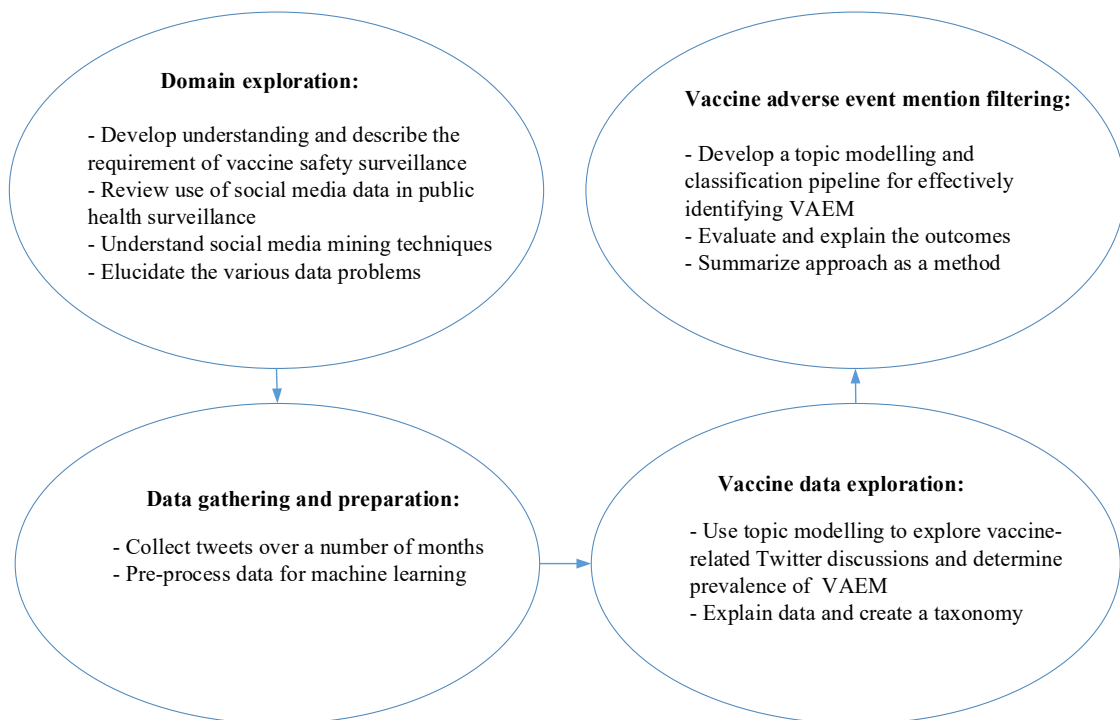 Domain exploration:
- Develop understanding and describe the
requirement of vaccine safety surveillance
- Review use of social media data in public
health surveillance
- Understand social media mining techniques
- Elucidate the various data problems
Data gathering and preparation:
- Collect tweets over a number of months
- Pre-process data for machine learning
Vaccine data exploration:
- Use topic modelling to explore vaccine-
related Twitter discussions and determine
prevalence of  VAEM
- Explain data and create a taxonomy
Vaccine adverse event mention filtering:
- Develop a topic modelling and
classification pipeline for effectively
identifying VAEM
- Evaluate and explain the outcomes
- Summarize approach as a method